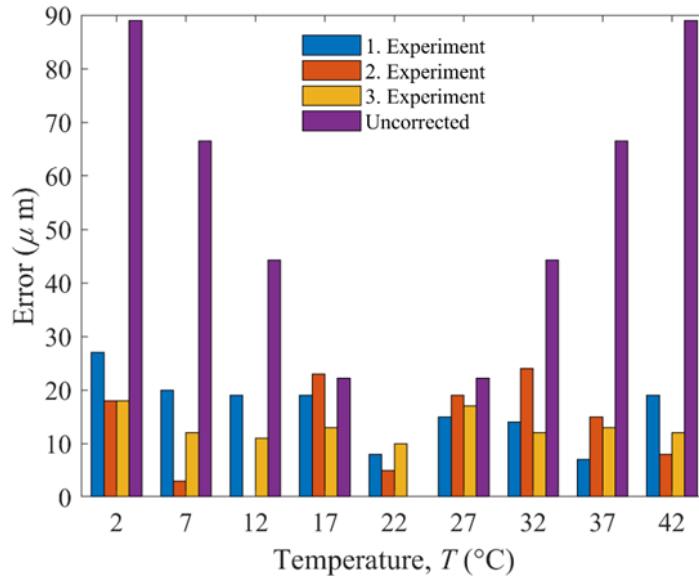 90
80
70
60
50
40
30
20
10
0
Error (μ m)
1. Experiment
2. Experiment
3. Experiment
Uncorrected
2 7 12 17 22 27 32 37 42
Temperature, T (°C)